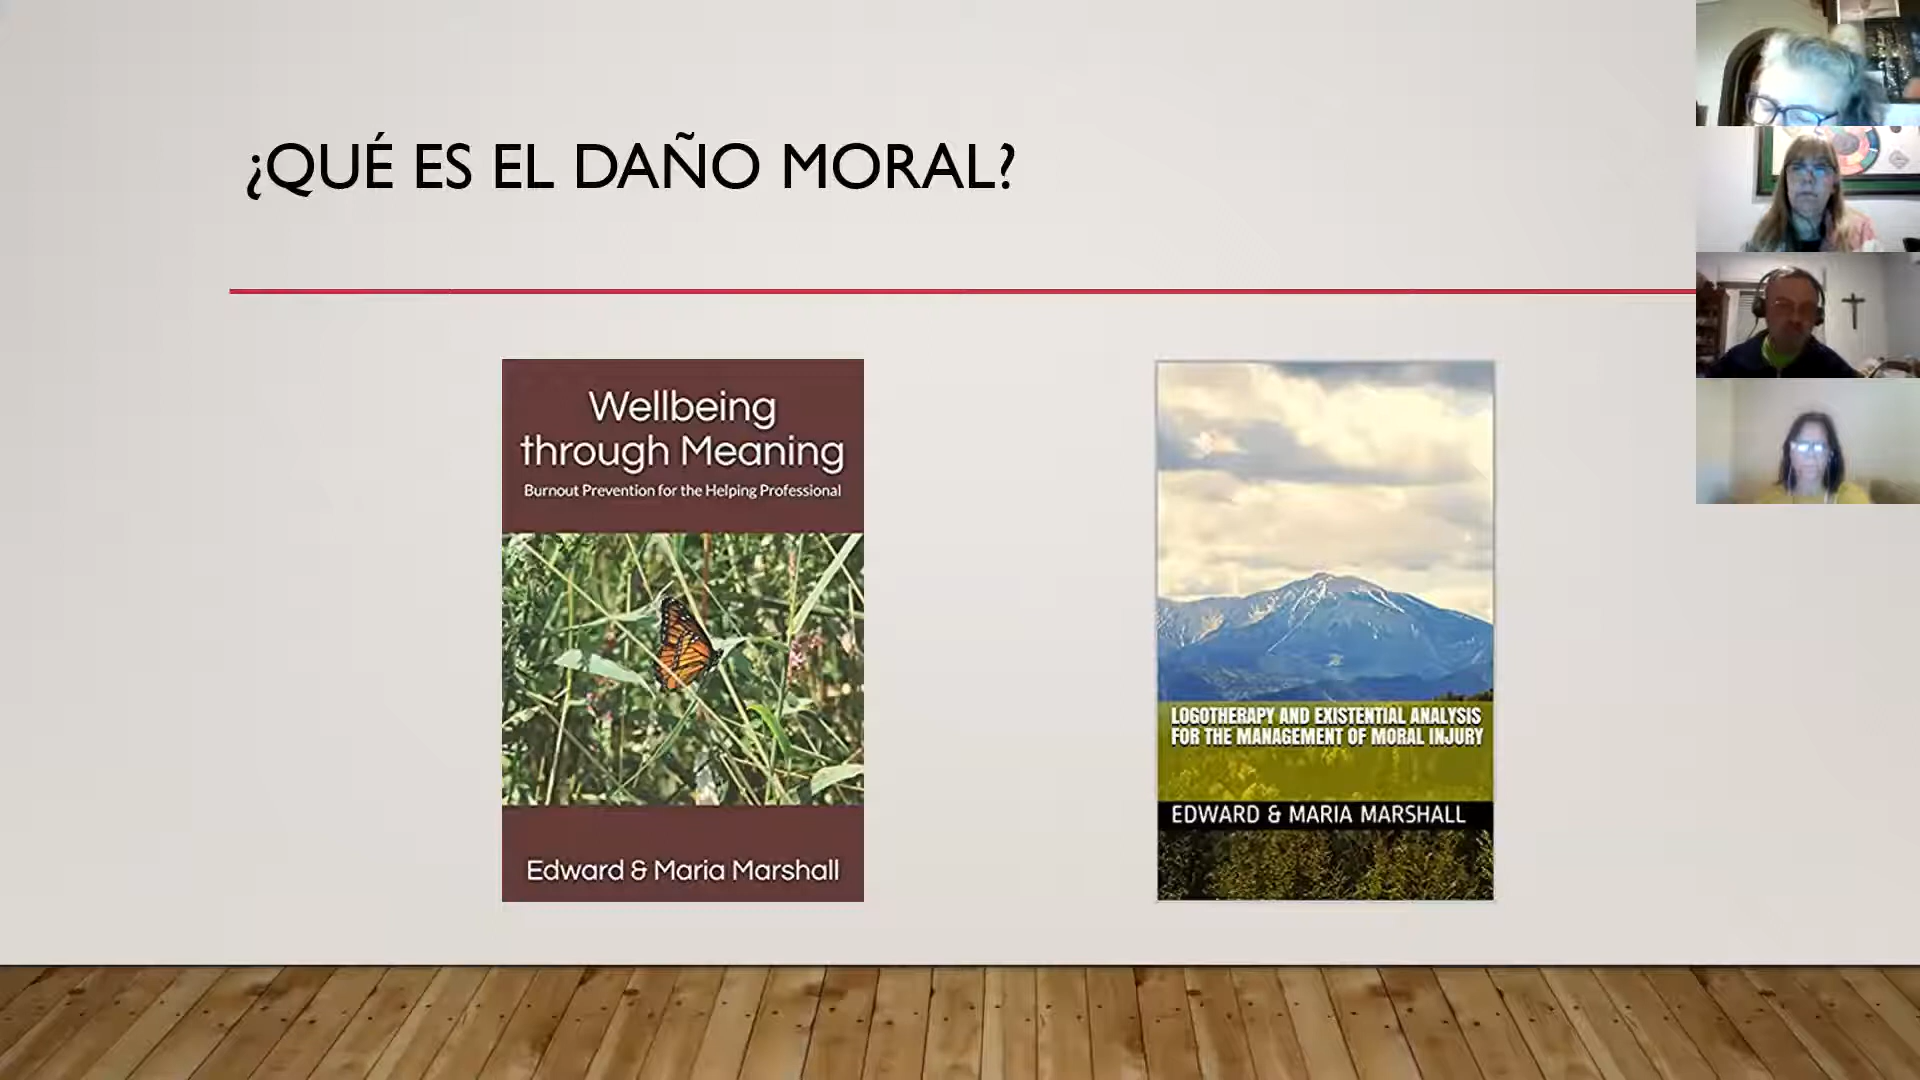 ¿QUÉ ES EL DAÑO MORAL?
Wellbeing
through Meaning
Burnout Prevention for the Helping Professional
Edward & Maria Marshall
LOGOTHERAPY AND EXISTENTIAL ANALYSIS
FOR THE MANAGEMENT OF MORAL INJURY
EDWARD & MARIA MARSHALL